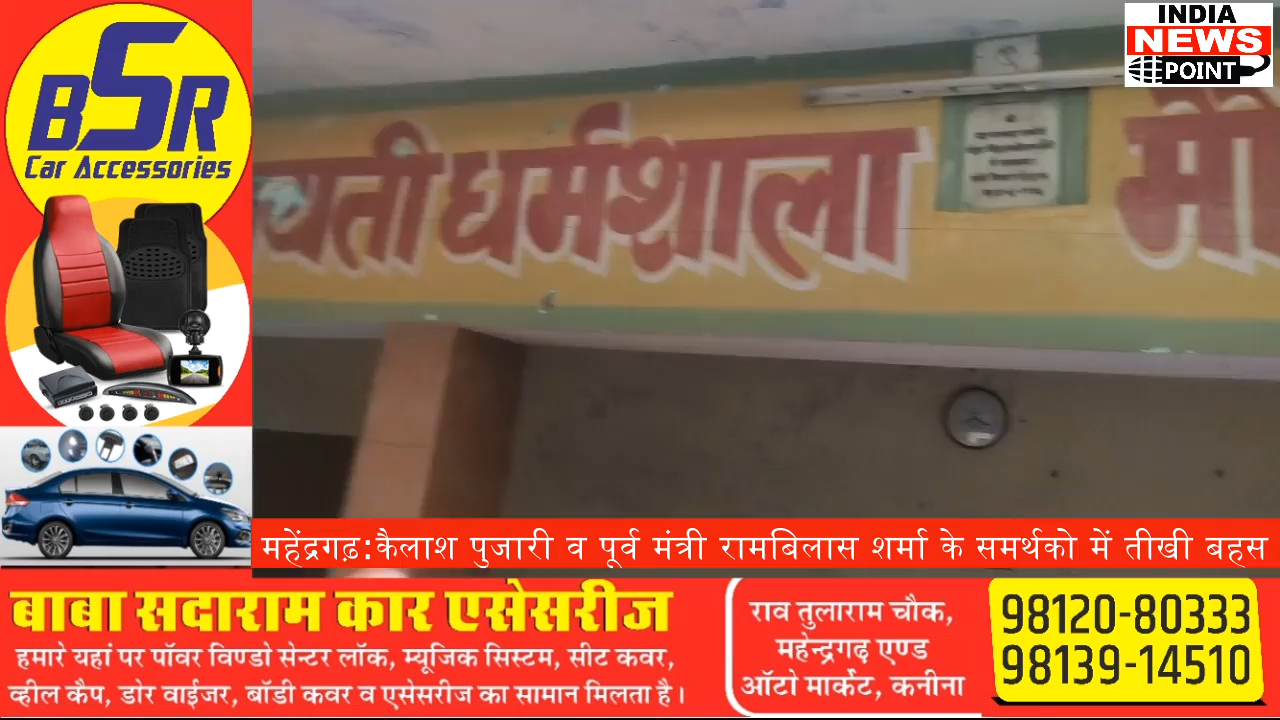 BSR
Car Accessories
INDIA
NEWS
POINT
यती धर्मशाला
महेंद्रगढ़:कैलाश पुजारी व पूर्व मंत्री रामबिलास शर्मा के समर्थको में तीखी बहस
बाबा सदाराम कार एसेसरीज
हमारे यहां पर पॉवर विण्डो सेन्टर लॉक, म्यूजिक सिस्टम, सीट कवर,
व्हील कैप, डोर वाईजर, बॉडी कवर व एसेसरीज का सामान मिलता है।
राव तुलाराम चौक,
महेन्द्रगढ़ एण्ड
ऑटो मार्केट, कनीना
98120-80333
98139-14510